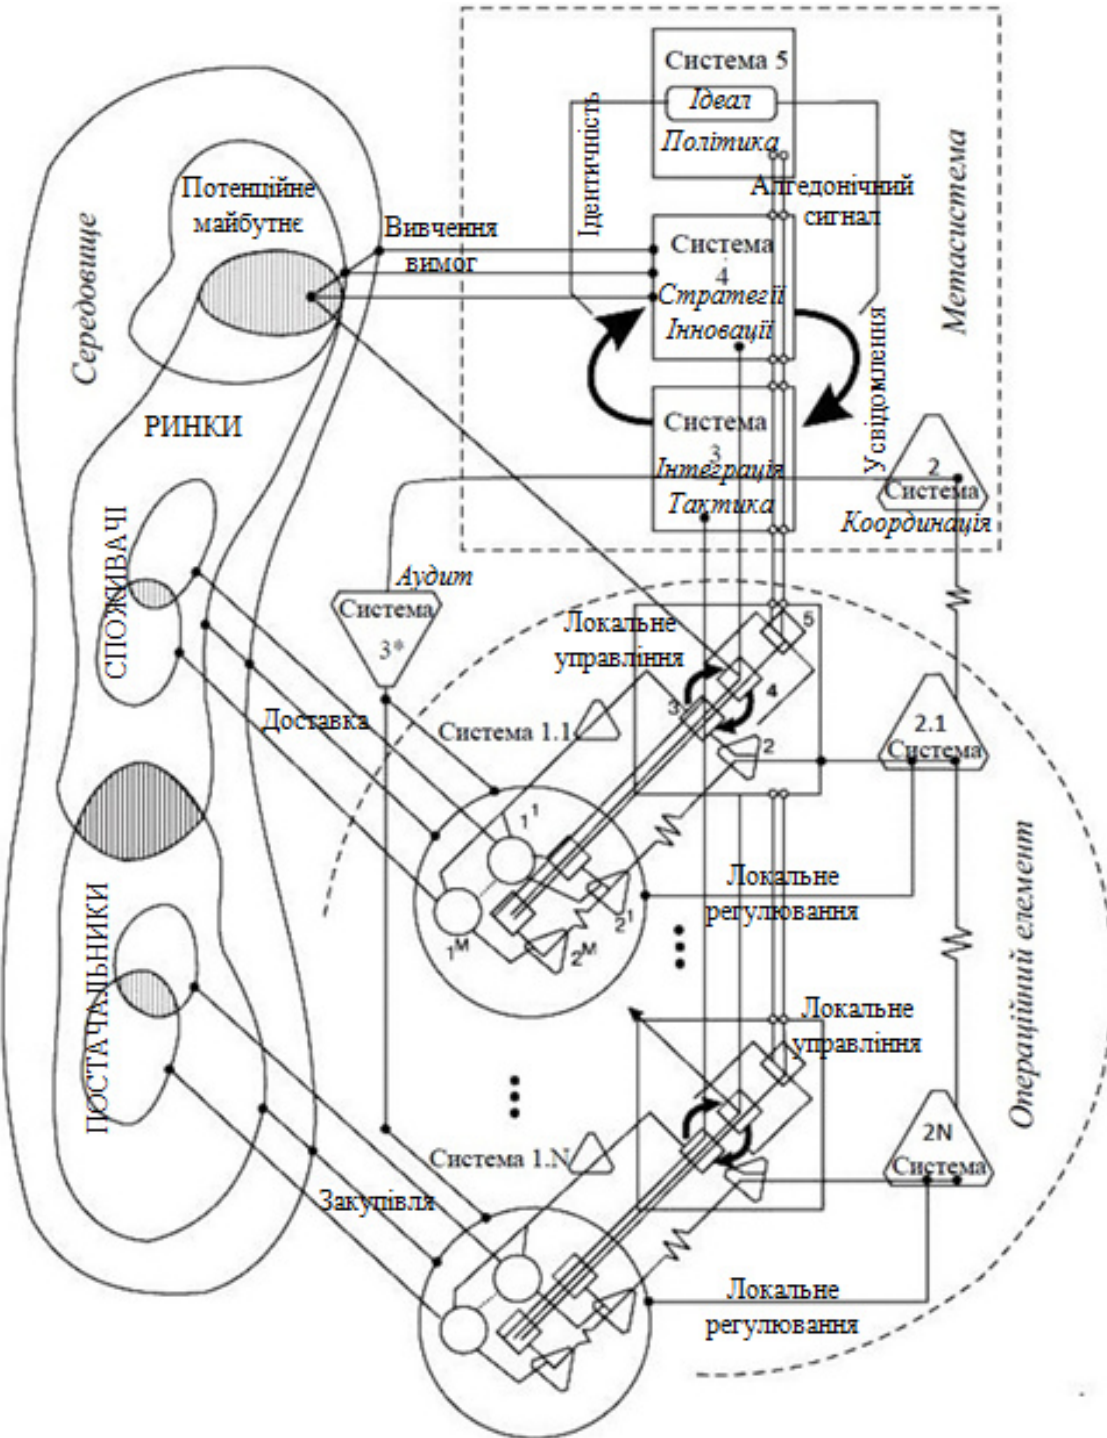 Система 5
Ідеал
Політика
Ідентичність
Алгедонічний
сигнал
Метасистема
Потенційне
майбутнє
Середовище
Вивчення
вимог
Система
4
Стратегії
Інновації
Усвідомлення
РИНКИ
Система
3
Інтеграція
Тактика
2
Система
Координація
Аудит
Система
3*
СПОЖИВАЧІ
Локальне
управління
5
4
3
2
Доставка
Система 1.1
2.1
Система
1¹
1ᴹ
2¹
2ᴹ
Локальне
регулювання
Операційний елемент
ПОСТАЧАЛЬНИКИ
Локальне
управління
Система 1.N
2N
Система
Закупівля
Локальне
регулювання